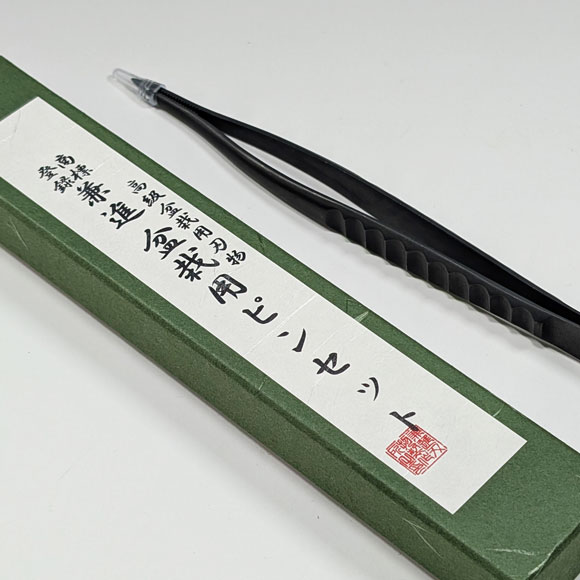 登録
商標
兼進
高級盆栽用刃物
盆栽用ピンセット